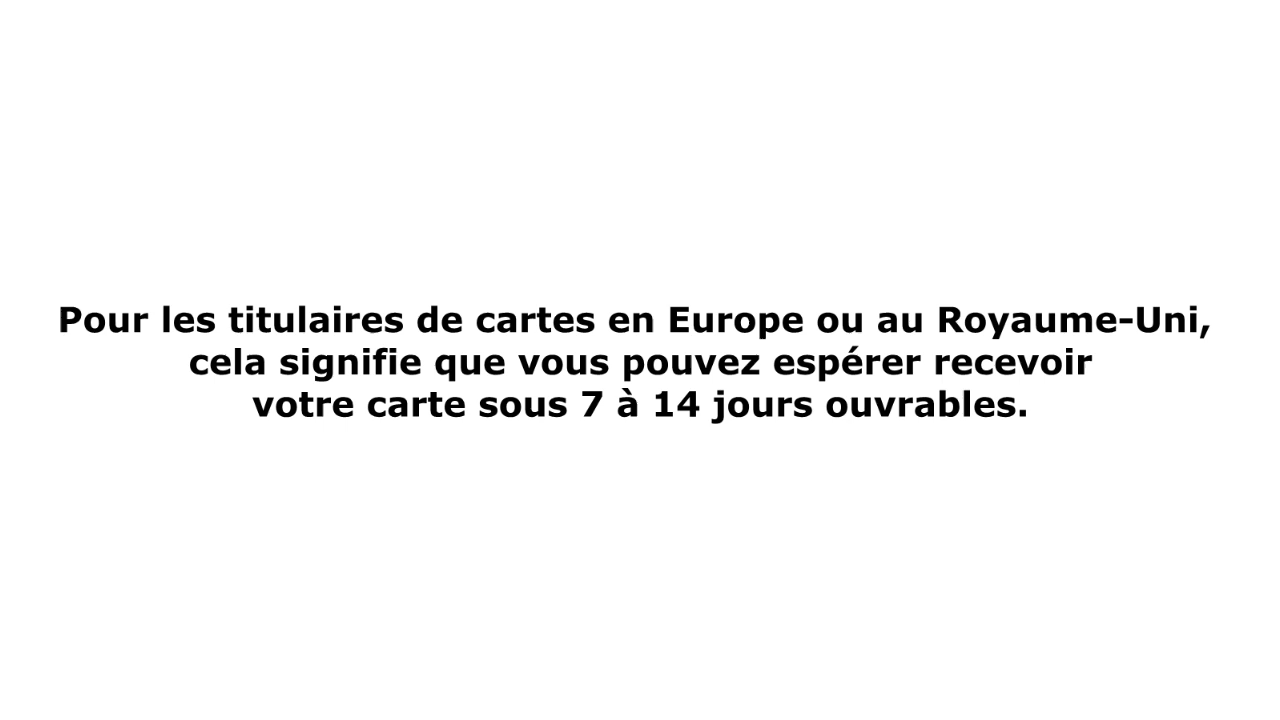 Pour les titulaires de cartes en Europe ou au Royaume-Uni,
cela signifie que vous pouvez espérer recevoir
votre carte sous 7 à 14 jours ouvrables.